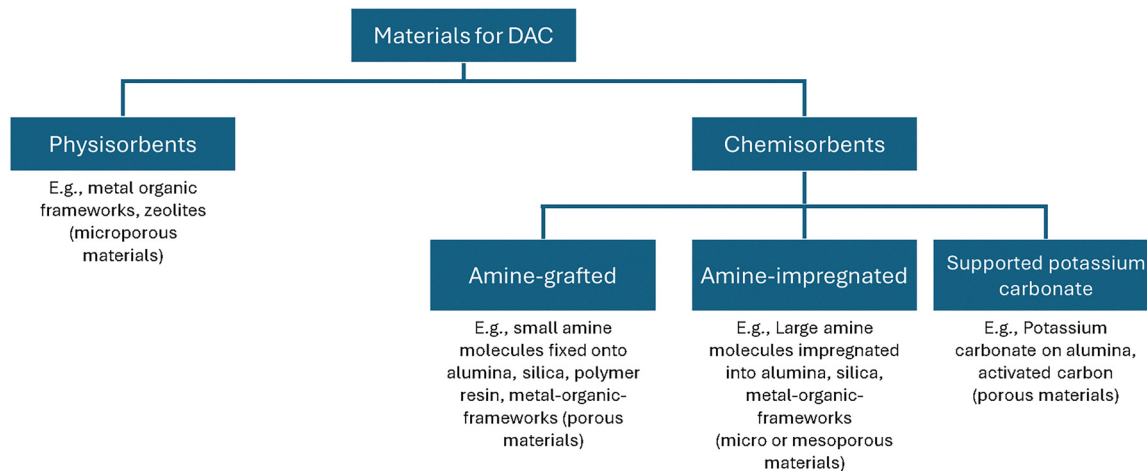 Materials for DAC
Physisorbents
E.g., metal organic
frameworks, zeolites
(microporous
materials)
Chemisorbents
Amine-grafted
E.g., small amine
molecules fixed onto
alumina, silica, polymer
resin, metal-organic-
frameworks (porous
materials)
Amine-impregnated
E.g., Large amine
molecules impregnated
into alumina, silica,
metal-organic-
frameworks
(micro or mesoporous
materials)
Supported potassium
carbonate
E.g., Potassium
carbonate on alumina,
activated carbon
(porous materials)